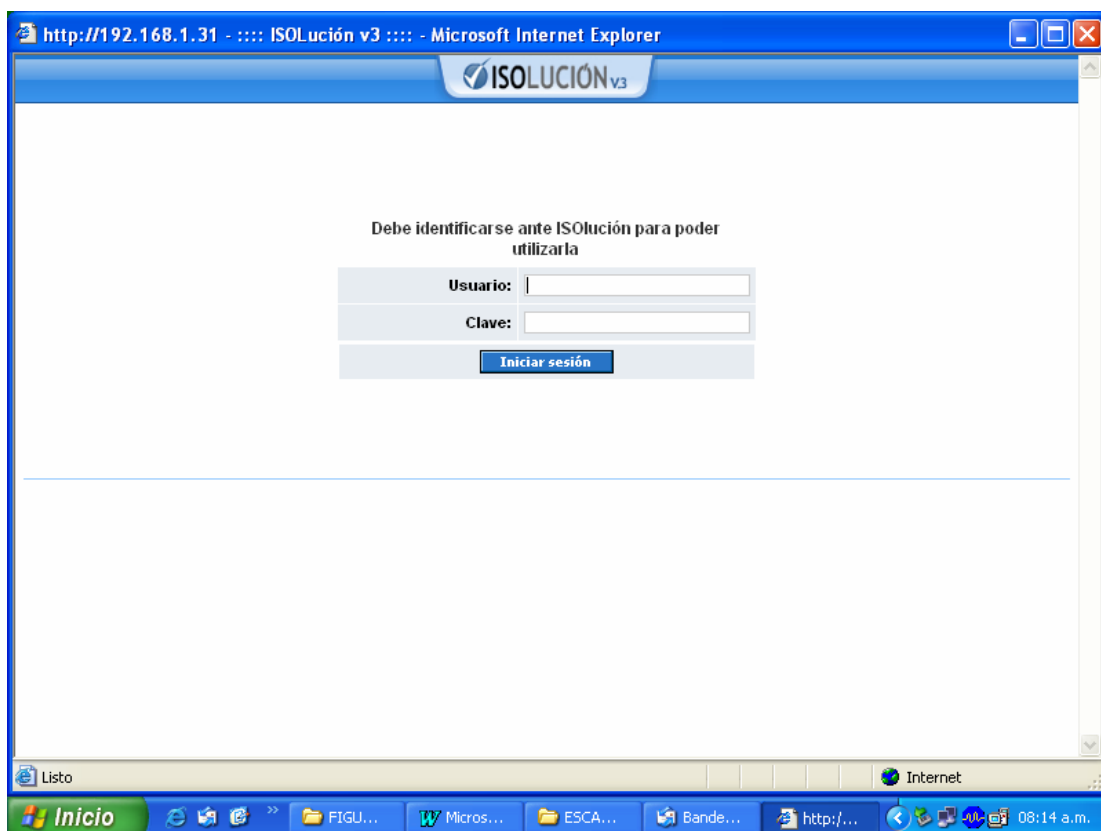 http://192.168.1.31 - :::: ISOLución v3 :::: - Microsoft Internet Explorer
ISOLUCIÓN V.3
Debe identificarse ante ISOlución para poder
utilizarla
Usuario:
Clave:
Iniciar sesión
Listo
Internet
Inicio
»
FIGU...
Micros...
ESCA...
Bande...
http:/...
08:14 a.m.